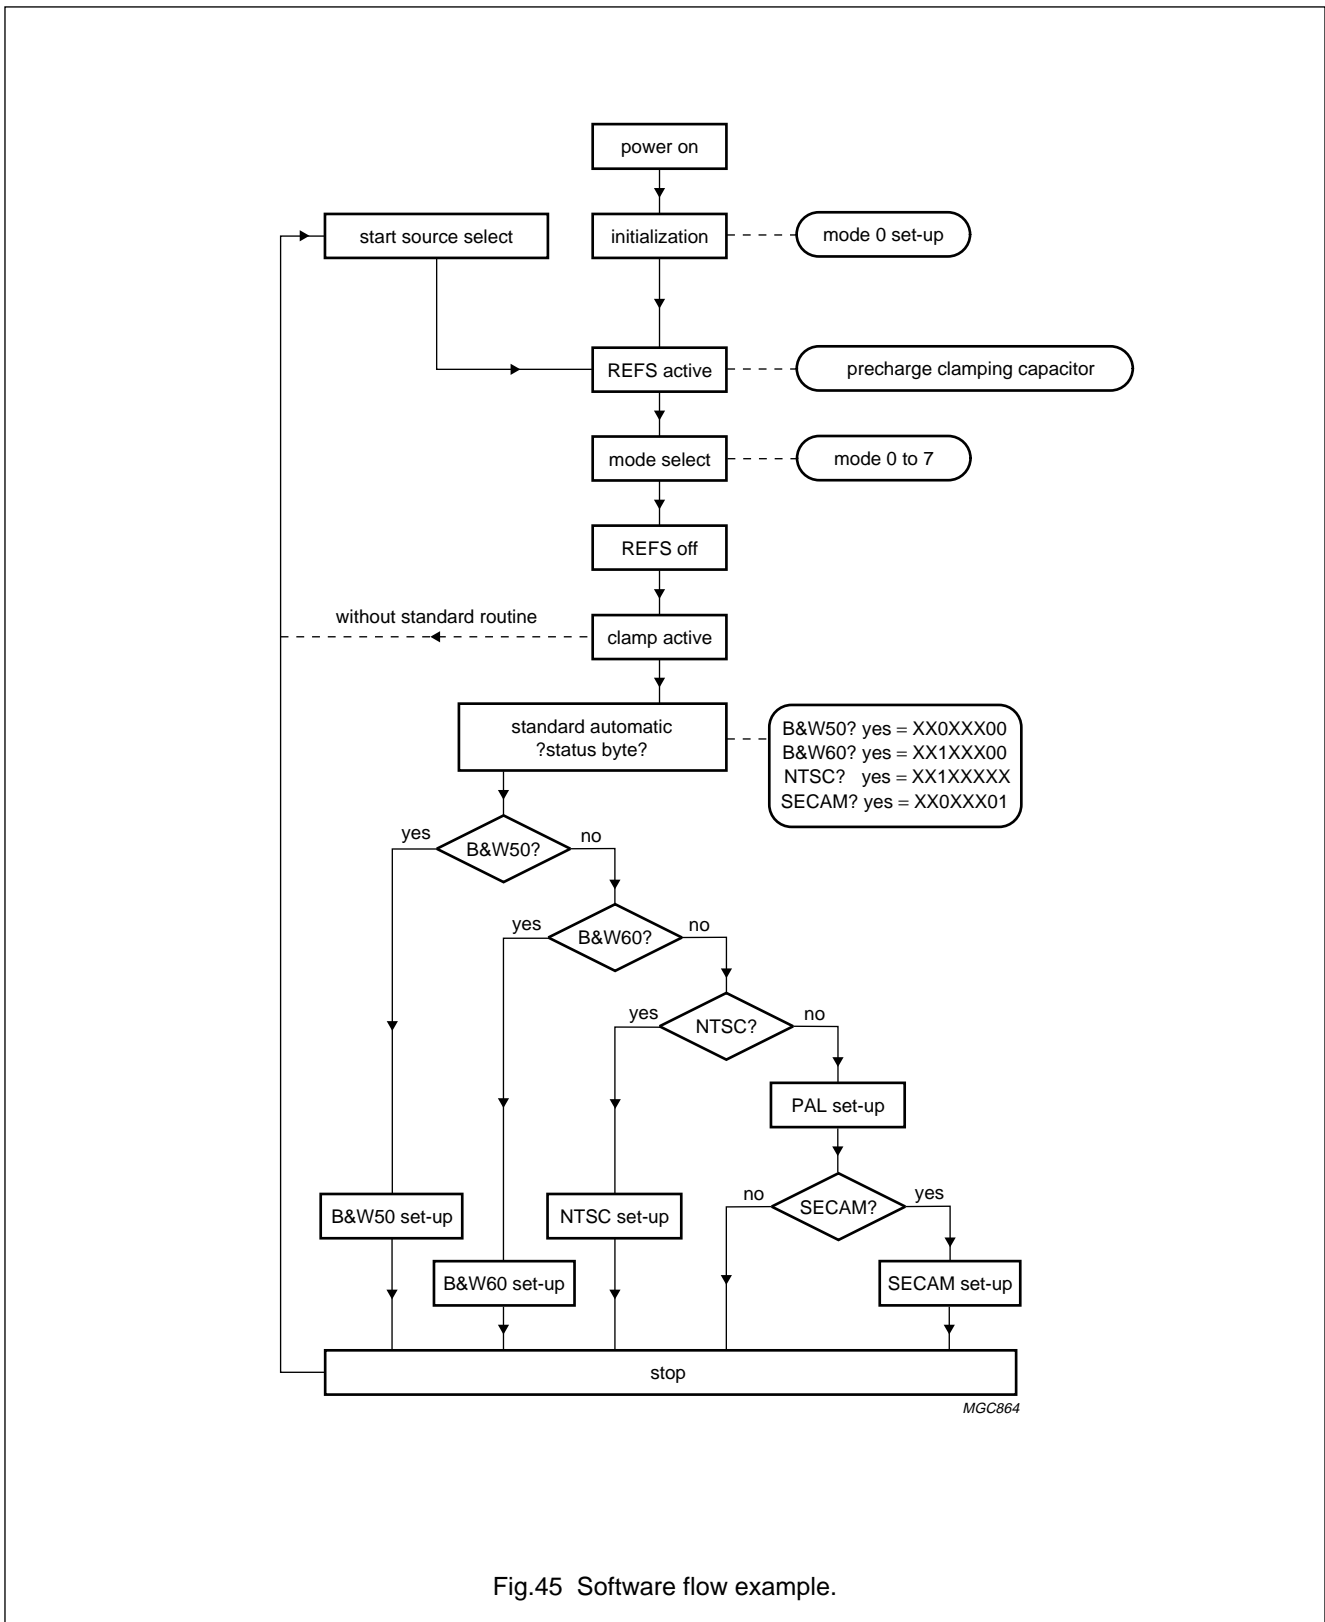 power on
start source select
initialization
mode 0 set-up
REFS active
precharge clamping capacitor
mode select
mode 0 to 7
REFS off
without standard routine
clamp active
standard automatic
?status byte?
B&W50? yes = XX0XXX00
B&W60? yes = XX1XXX00
NTSC? yes = XX1XXXXX
SECAM? yes = XX0XXX01
yes
B&W50?
no
yes
B&W60?
no
yes
NTSC?
no
PAL set-up
no
SECAM?
yes
B&W50 set-up
NTSC set-up
B&W60 set-up
SECAM set-up
stop
MGC864
Fig.45 Software flow example.